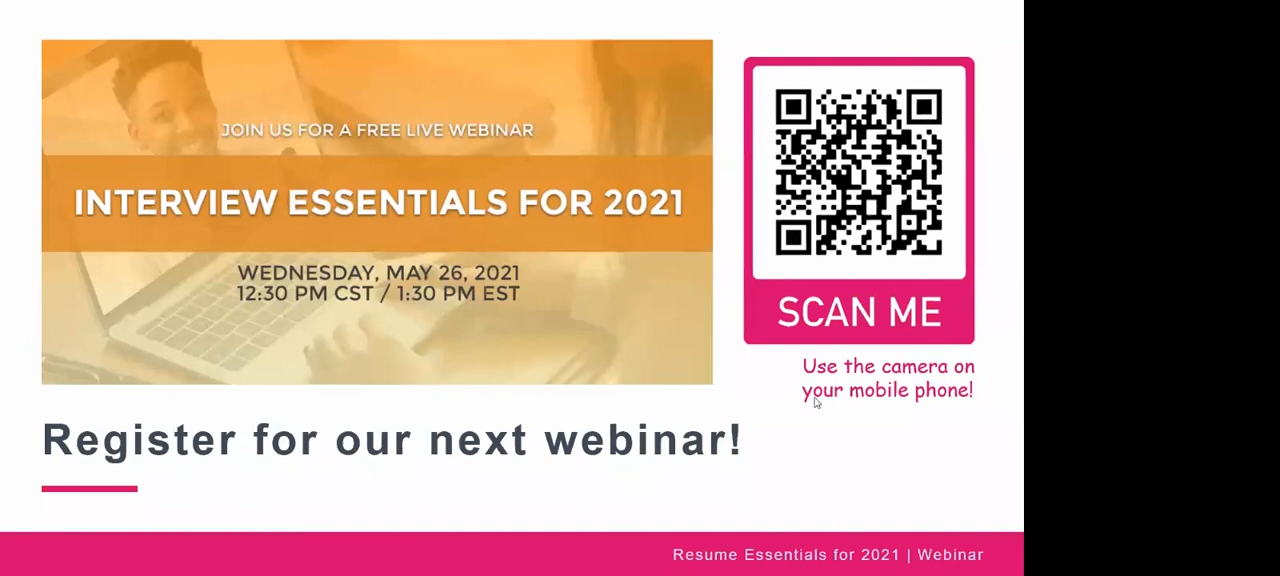 JOIN US FOR A FREE LIVE WEBINAR
INTERVIEW ESSENTIALS FOR 2021
WEDNESDAY, MAY 26, 2021
12:30 PM CST / 1:30 PM EST
SCAN ME
Use the camera on
your mobile phone!
Register for our next webinar!
Resume Essentials for 2021 | Webinar